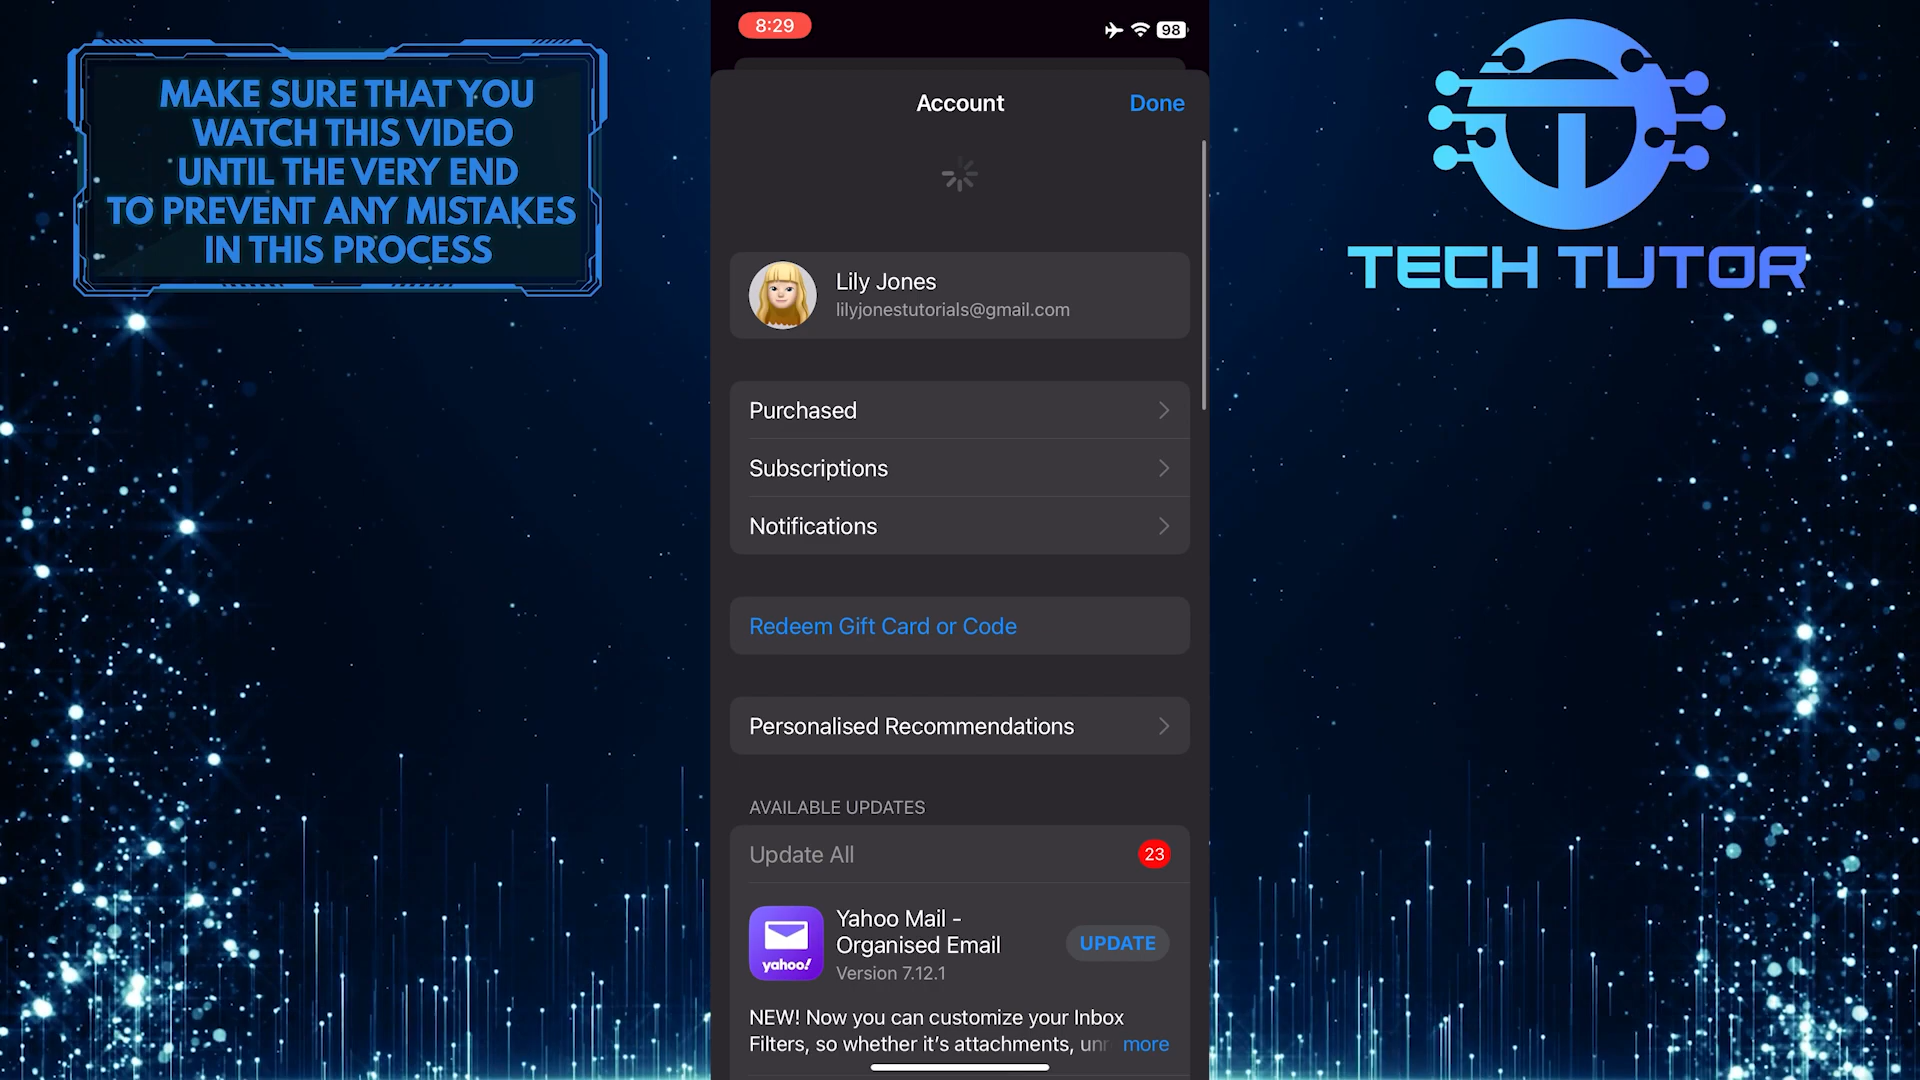 MAKE SURE THAT YOU
WATCH THIS VIDEO
UNTIL THE VERY END
TO PREVENT ANY MISTAKES
IN THIS PROCESS
8:29
98
Account
Done
Lily Jones
lilyjonestutorials@gmail.com
Purchased
Subscriptions
Notifications
Redeem Gift Card or Code
Personalised Recommendations
AVAILABLE UPDATES
Update All
23
yahoo!
Yahoo Mail -
Organised Email
Version 7.12.1
UPDATE
NEW! Now you can customize your Inbox
Filters, so whether it's attachments, more
TECH TUTOR